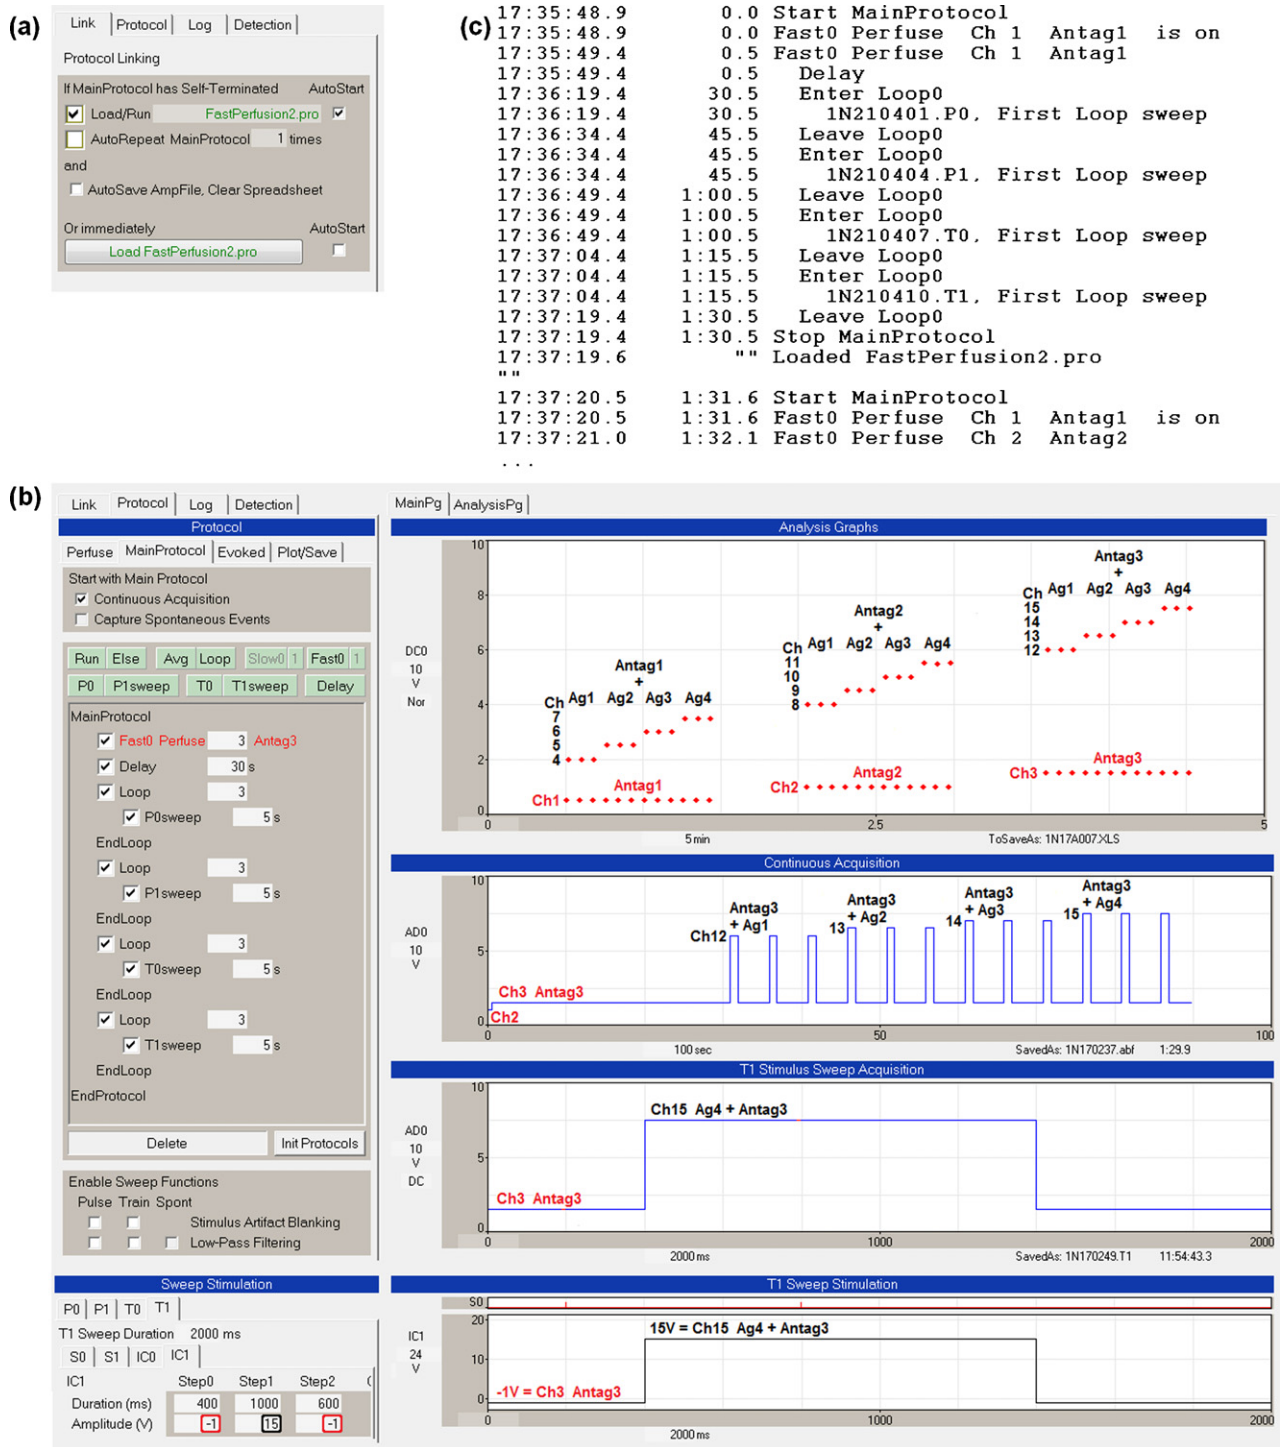 (a)
Link Protocol Log Detection
Protocol Linking
If MainProtocol has Self-Terminated AutoStart
Load/Run FastPerfusion2.pro
AutoRepeat MainProtocol 1 times
and
AutoSave AmpFile, Clear Spreadsheet
Or immediately AutoStart
Load FastPerfusion2.pro
(c)
17:35:48.9 0.0 Start MainProtocol
17:35:48.9 0.0 Fast0 Perfuse Ch 1 Antag1 is on
17:35:49.4 0.5 Fast0 Perfuse Ch 1 Antag1
17:35:49.4 0.5 Delay
17:36:19.4 30.5 Enter Loop0
17:36:19.4 30.5 1N210401.P0, First Loop sweep
17:36:34.4 45.5 Leave Loop0
17:36:34.4 45.5 Enter Loop0
17:36:34.4 45.5 1N210404.P1, First Loop sweep
17:36:49.4 1:00.5 Leave Loop0
17:36:49.4 1:00.5 Enter Loop0
17:36:49.4 1:00.5 1N210407.T0, First Loop sweep
17:37:04.4 1:15.5 Leave Loop0
17:37:04.4 1:15.5 Enter Loop0
17:37:04.4 1:15.5 1N210410.T1, First Loop sweep
17:37:19.4 1:30.5 Leave Loop0
17:37:19.4 1:30.5 Stop MainProtocol
17:37:19.6 "" Loaded FastPerfusion2.pro
""
17:37:20.5 1:31.6 Start MainProtocol
17:37:20.5 1:31.6 Fast0 Perfuse Ch 1 Antag1 is on
17:37:21.0 1:32.1 Fast0 Perfuse Ch 2 Antag2
...
(b)
Link Protocol Log Detection
Protocol
Perfuse MainProtocol Evoked Plot/Save
Start with Main Protocol
Continuous Acquisition
Capture Spontaneous Events
Run Else Avg Loop Slow0 1 Fast0 1
P0 P1sweep T0 T1sweep Delay
MainProtocol
Fast0 Perfuse 3 Antag3
Delay 30 s
Loop 3
P0sweep 5 s
EndLoop
Loop 3
P1sweep 5 s
EndLoop
Loop 3
T0sweep 5 s
EndLoop
Loop 3
T1sweep 5 s
EndLoop
EndProtocol
Delete Init Protocols
Enable Sweep Functions
Pulse Train Spont
Stimulus Artifact Blanking
Low-Pass Filtering
Sweep Stimulation
P0 P1 T0 T1
T1 Sweep Duration 2000 ms
S0 S1 IC0 IC1
IC1 Step0 Step1 Step2
Duration (ms) 400 1000 600
Amplitude (V) -1 15 -1
MainPg AnalysisPg
Analysis Graphs
10
8
6
4
2
0
DC0
10
V
Nor
Antag1
+
Ch Ag1 Ag2 Ag3 Ag4
7
6
5
4
Ch1 Antag1
Antag2
+
Ch Ag1 Ag2 Ag3 Ag4
11
10
9
8
Ch2 Antag2
Antag3
+
Ch Ag1 Ag2 Ag3 Ag4
15
14
13
12
Ch3 Antag3
0 2.5 5
5 min ToSaveAs: 1N17A007.XLS
Continuous Acquisition
10
5
0
AD0
10
V
Ch12 Antag3
+ Ag1
13 Antag3
+ Ag2
14 Antag3
+ Ag3
15 Antag3
+ Ag4
Ch3 Antag3
Ch2
0 50 100
100 sec SavedAs: 1N170237.abf 1:29.9
T1 Stimulus Sweep Acquisition
10
5
0
AD0
10
V
DC
Ch15 Ag4 + Antag3
Ch3 Antag3
0 1000 2000
2000 ms SavedAs: 1N170249.T1 11:54:43.3
T1 Sweep Stimulation
S0
20
10
0
IC1
24
V
15V = Ch15 Ag4 + Antag3
-1V = Ch3 Antag3
0 1000 2000
2000 ms